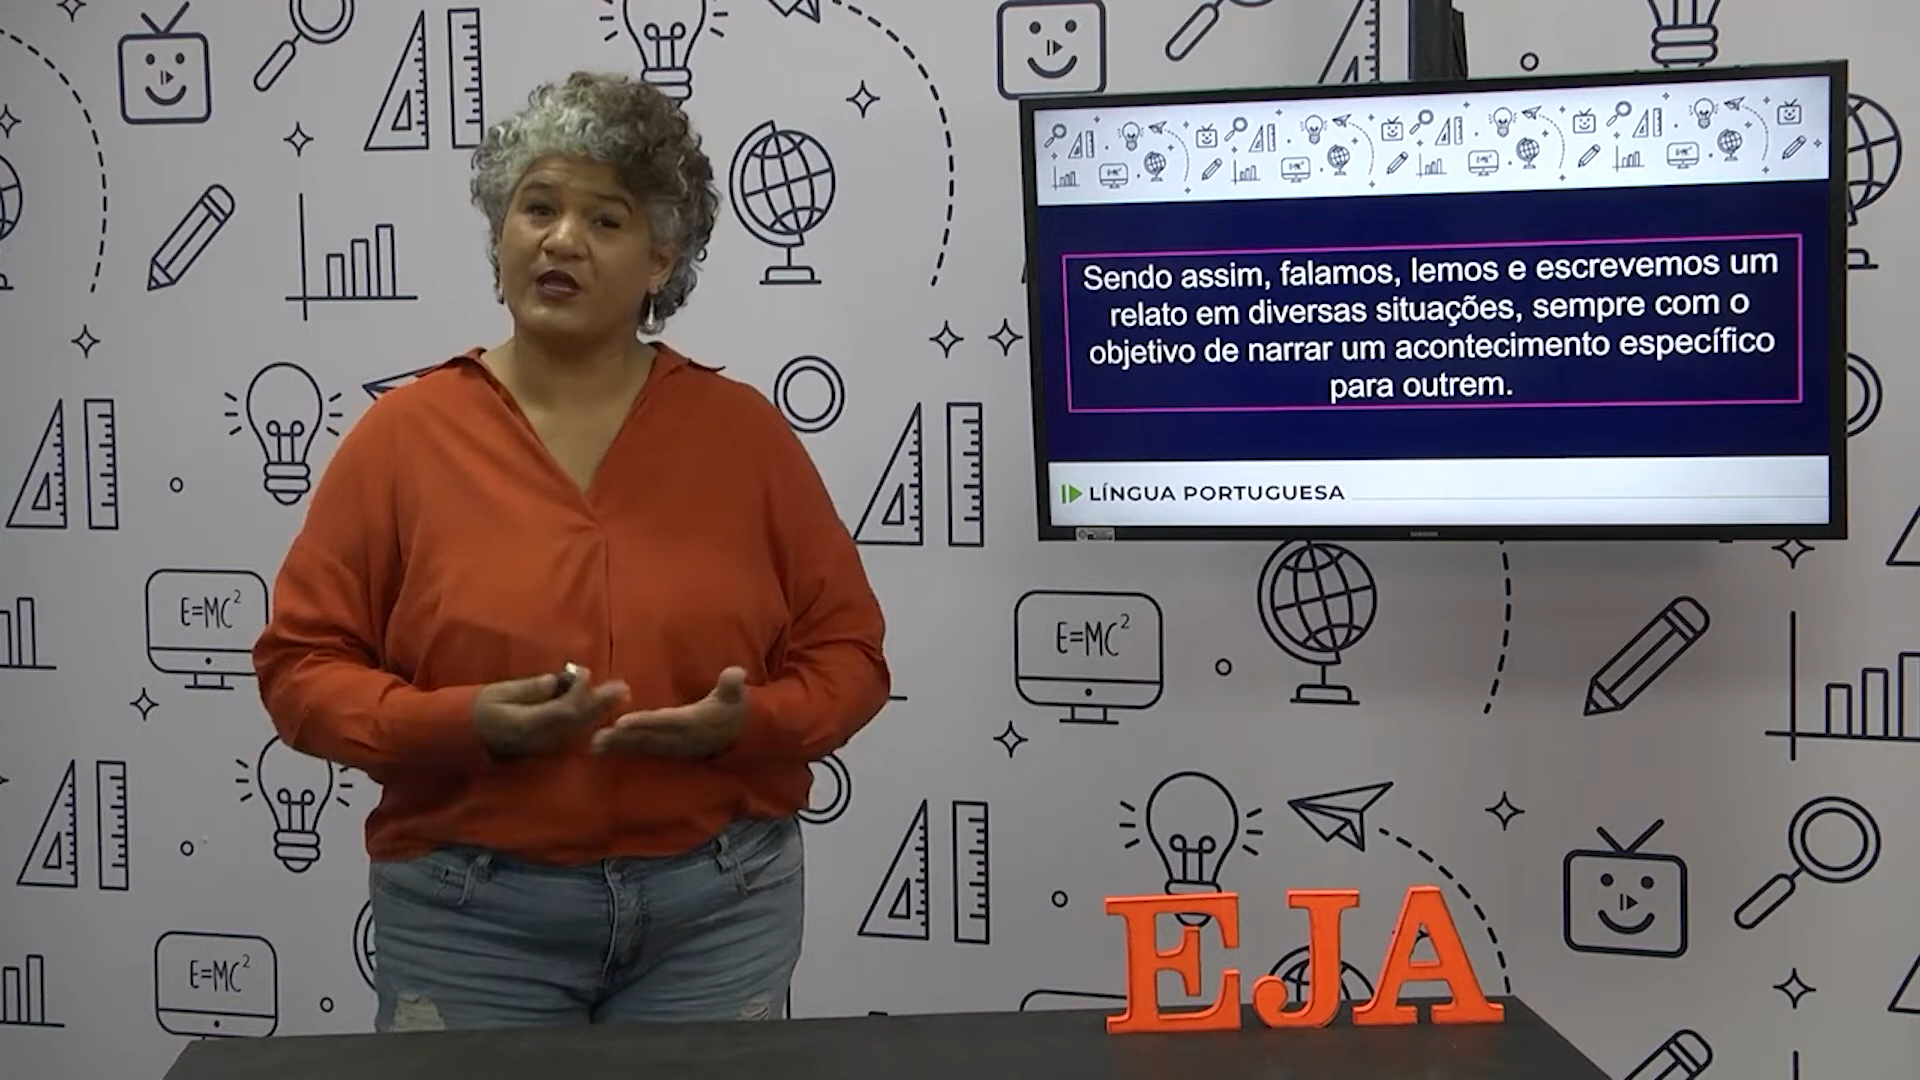 Sendo assim, falamos, lemos e escrevemos um
relato em diversas situações, sempre com o
objetivo de narrar um acontecimento específico
para outrem.
LÍNGUA PORTUGUESA
SAMSUNG
E=MC²
E=MC²
E=MC²
EJA